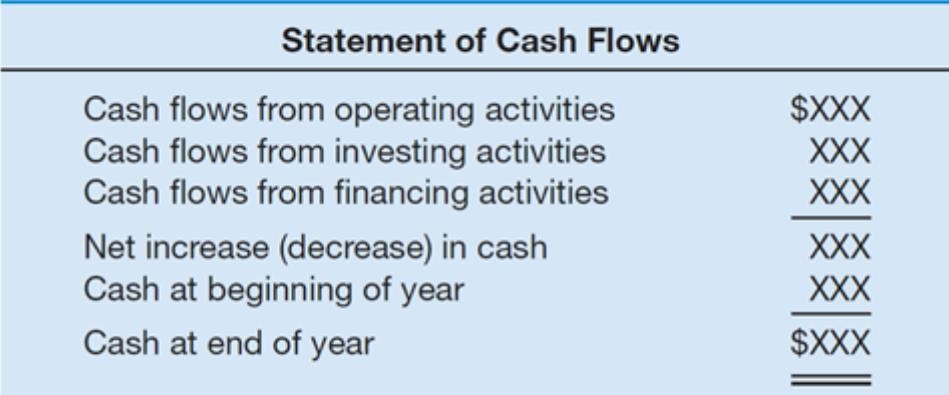 Statement of Cash Flows
Cash flows from operating activities $XXX
Cash flows from investing activities XXX
Cash flows from financing activities XXX
Net increase (decrease) in cash XXX
Cash at beginning of year XXX
Cash at end of year $XXX